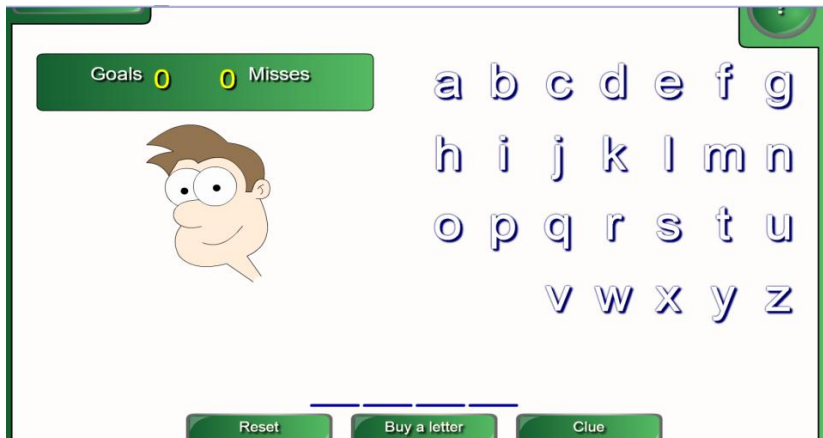 ?
Goals 0 0 Misses
a b c d e f g
h i j k l m n
o p q r s t u
v w x y z
Reset Buy a letter Clue